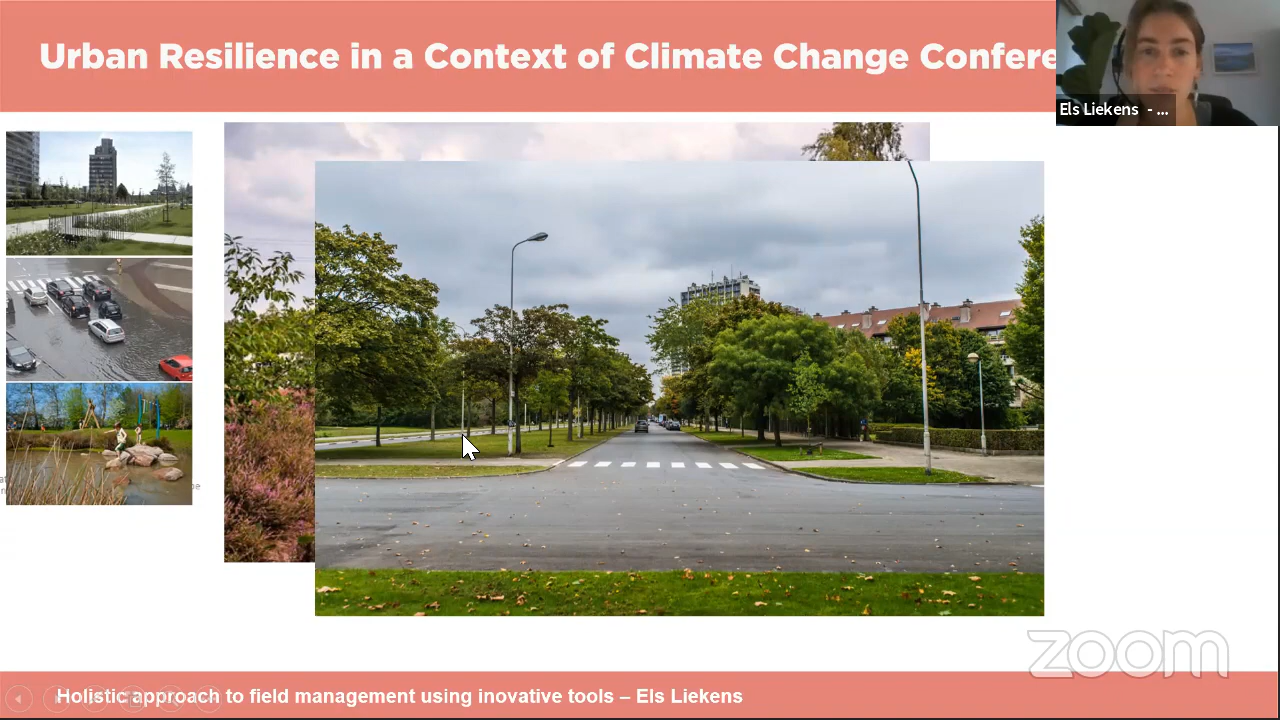 Urban Resilience in a Context of Climate Change Confere
Els Liekens - ...
zoom
Holistic approach to field management using inovative tools – Els Liekens